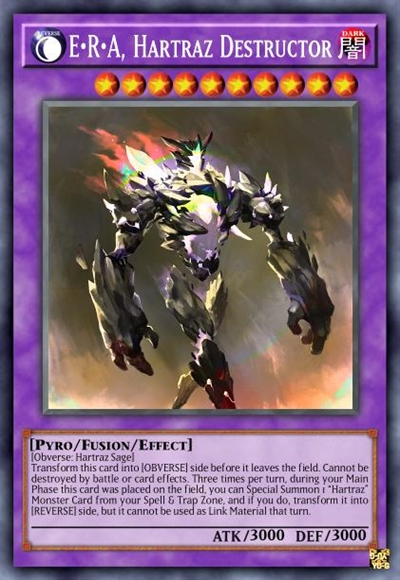 REVERSE
E•R•A, Hartraz Destructor
DARK
闇
[Pyro/Fusion/Effect]
[Obverse: Hartraz Sage]
Transform this card into [OBVERSE] side before it leaves the field. Cannot be
destroyed by battle or card effects. Three times per turn, during your Main
Phase this card was placed on the field, you can Special Summon 1 "Hartraz"
Monster Card from your Spell & Trap Zone, and if you do, transform it into
[REVERSE] side, but it cannot be used as Link Material that turn.
ATK/3000 DEF/3000